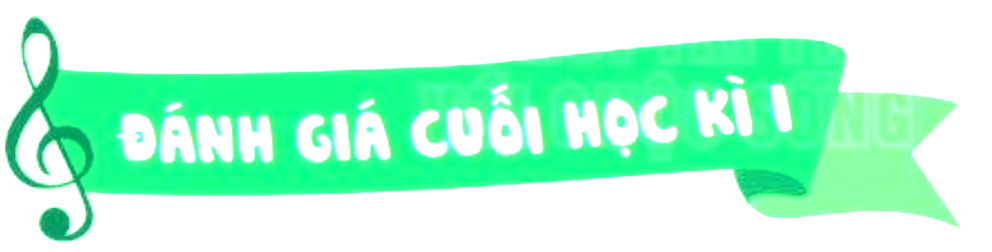 ĐÁNH GIÁ CUỐI HỌC KÌ I